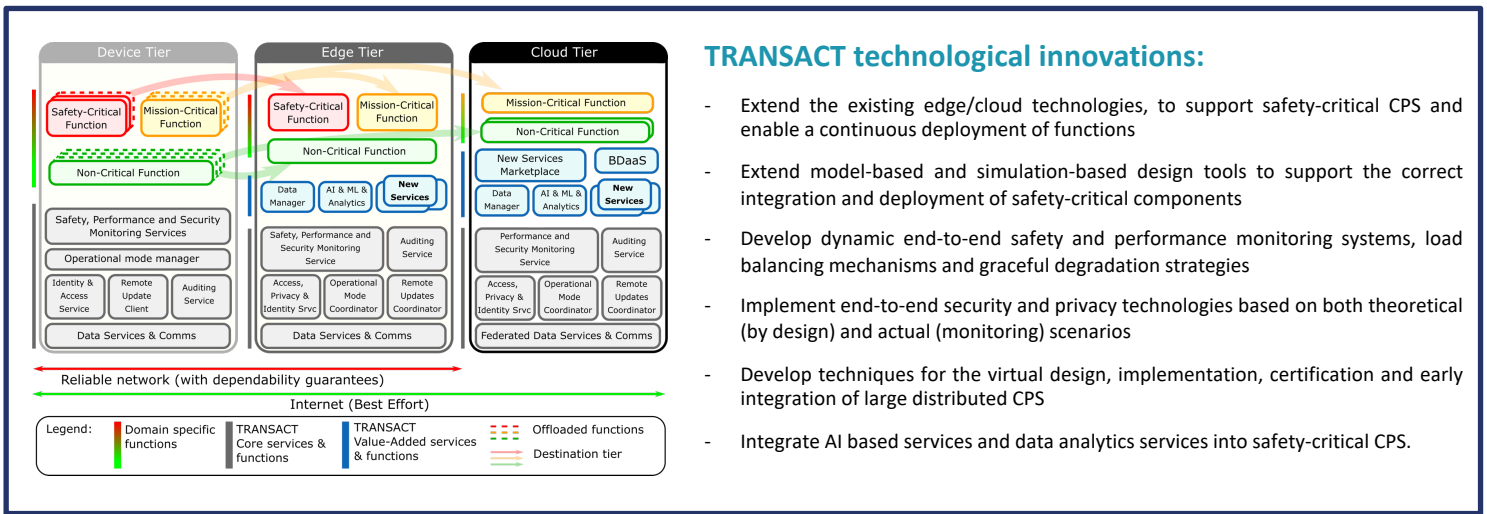 Device Tier
Edge Tier
Cloud Tier
Safety-Critical
Function
Mission-Critical
Function
Non-Critical Function
Safety, Performance and Security
Monitoring Services
Operational mode manager
Identity &
Access
Service
Remote
Update
Client
Auditing
Service
Data Services & Comms
Safety-Critical
Function
Mission-Critical
Function
Non-Critical Function
Data
Manager
AI & ML &
Analytics
New
Services
Safety, Performance and
Security Monitoring
Service
Auditing
Service
Access,
Privacy &
Identity Srvc
Operational
Mode
Coordinator
Remote
Updates
Coordinator
Data Services & Comms
Mission-Critical Function
Non-Critical Function
New Services
Marketplace
BDaaS
Data
Manager
AI & ML &
Analytics
New
Services
Performance and
Security Monitoring
Service
Auditing
Service
Access,
Privacy &
Identity Srvc
Operational
Mode
Coordinator
Remote
Updates
Coordinator
Federated Data Services & Comms
Reliable network (with dependability guarantees)
Internet (Best Effort)
Legend:
Domain specific
functions
TRANSACT
Core services &
functions
TRANSACT
Value-Added services
& functions
Offloaded functions
Destination tier
TRANSACT technological innovations:
- Extend the existing edge/cloud technologies, to support safety-critical CPS and
enable a continuous deployment of functions
- Extend model-based and simulation-based design tools to support the correct
integration and deployment of safety-critical components
- Develop dynamic end-to-end safety and performance monitoring systems, load
balancing mechanisms and graceful degradation strategies
- Implement end-to-end security and privacy technologies based on both theoretical
(by design) and actual (monitoring) scenarios
- Develop techniques for the virtual design, implementation, certification and early
integration of large distributed CPS
- Integrate AI based services and data analytics services into safety-critical CPS.